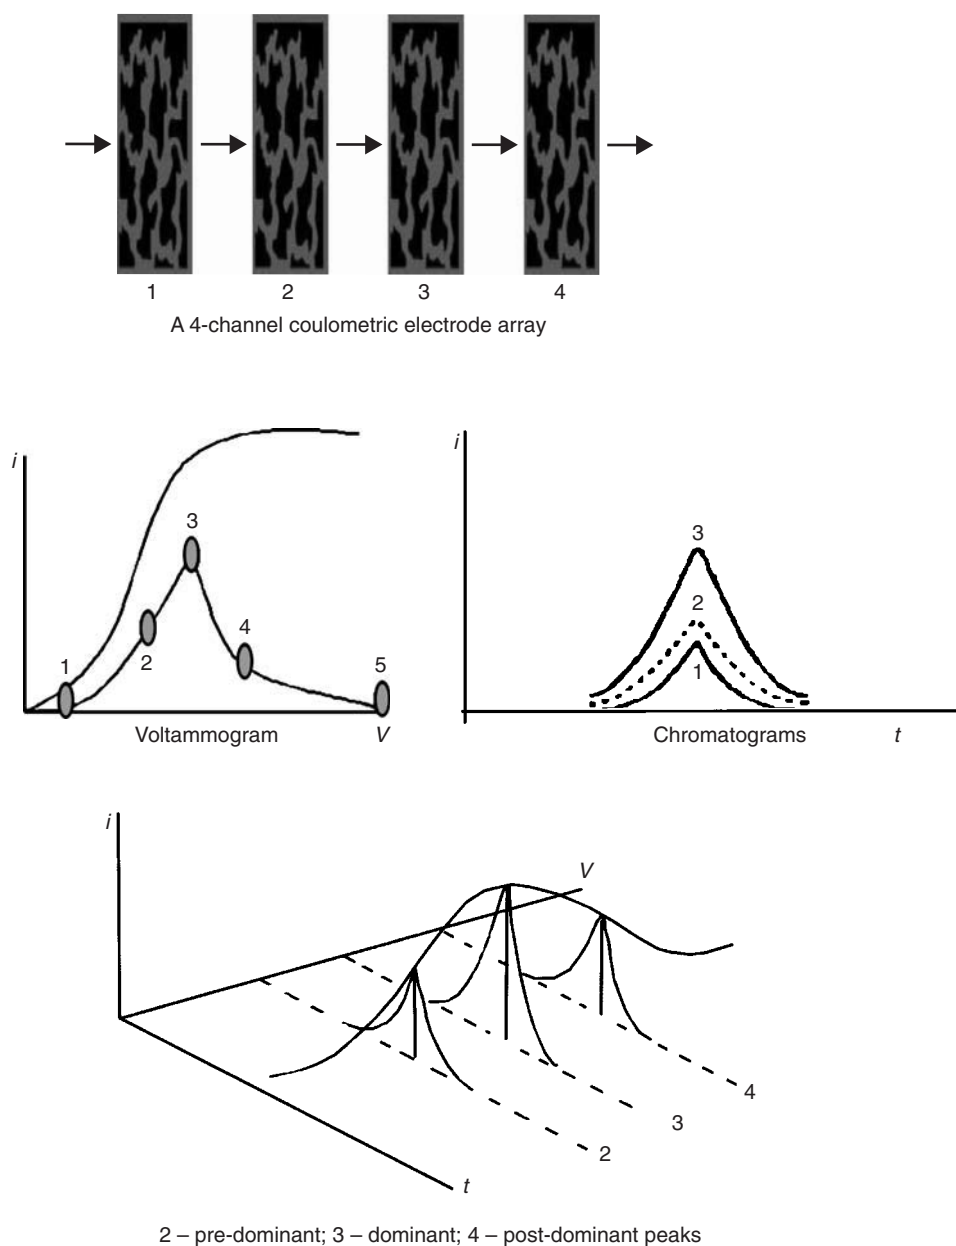 1 2 3 4
A 4-channel coulometric electrode array
i
3
2
4
1
5
Voltammogram V
i
3
2
1
Chromatograms t
i
V
4
3
2
t
2 – pre-dominant; 3 – dominant; 4 – post-dominant peaks